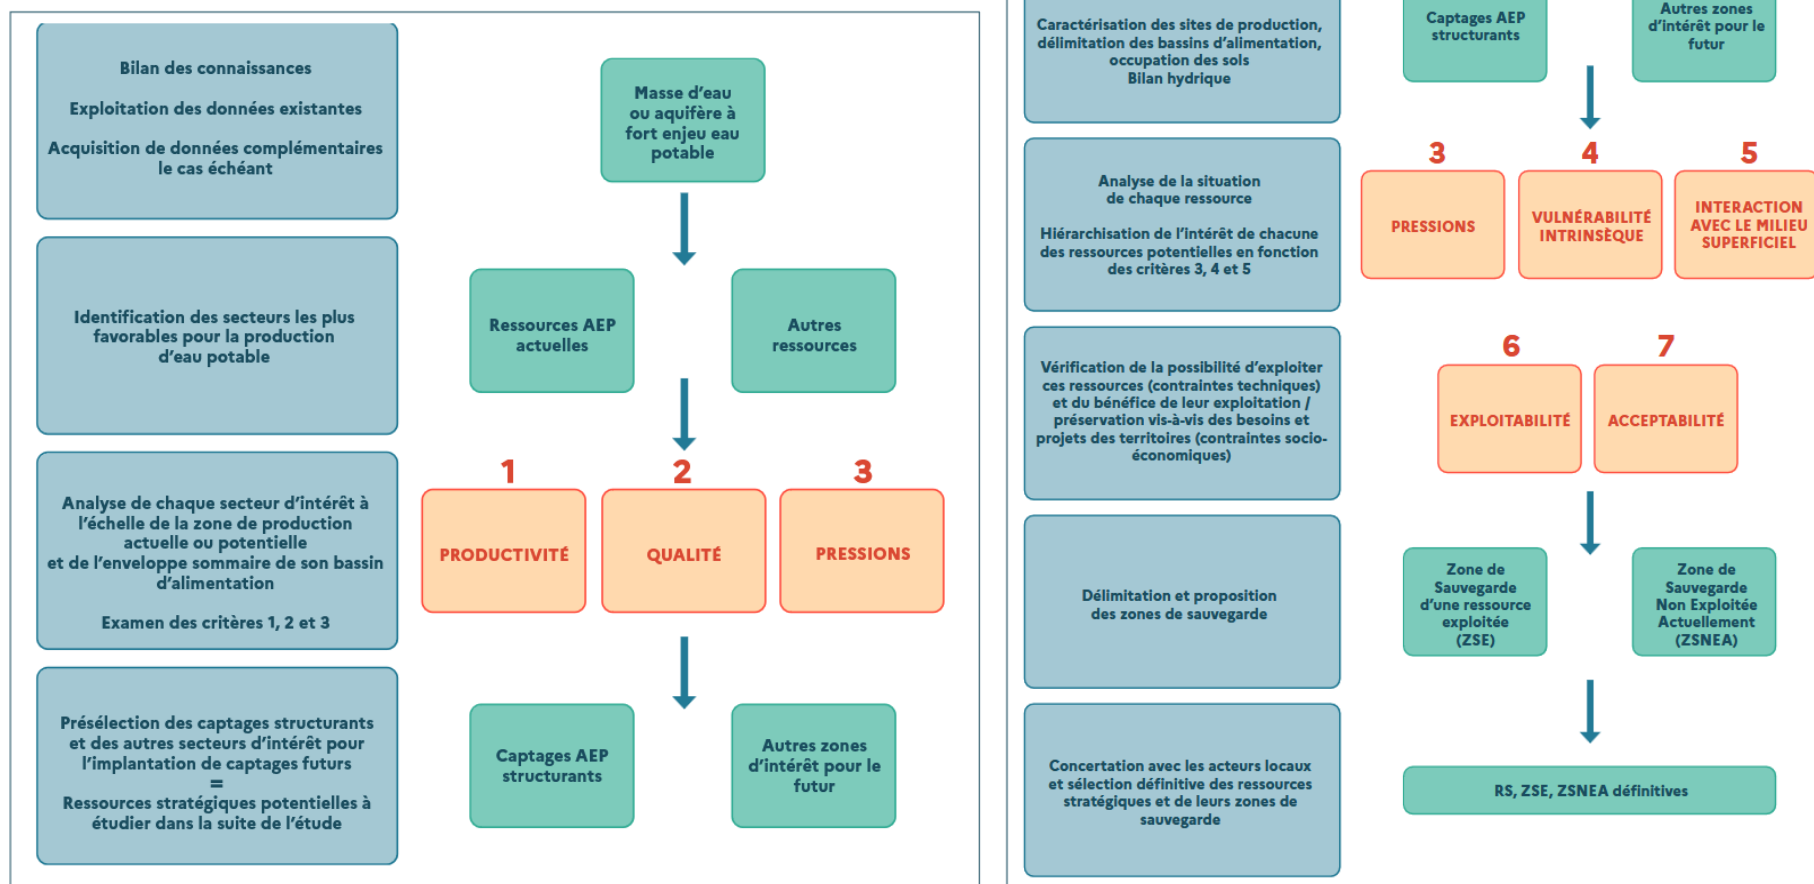 Bilan des connaissances
Exploitation des données existantes
Acquisition de données complémentaires
le cas échéant
Masse d'eau
ou aquifère à
fort enjeu eau
potable
Identification des secteurs les plus
favorables pour la production
d'eau potable
Ressources AEP
actuelles
Autres
ressources
Analyse de chaque secteur d'intérêt à
l'échelle de la zone de production
actuelle ou potentielle
et de l'enveloppe sommaire de son bassin
d'alimentation
Examen des critères 1, 2 et 3
1
PRODUCTIVITÉ
2
QUALITÉ
3
PRESSIONS
Présélection des captages structurants
et des autres secteurs d'intérêt pour
l'implantation de captages futurs
=
Ressources stratégiques potentielles à
étudier dans la suite de l'étude
Captages AEP
structurants
Autres zones
d'intérêt pour le
futur
Caractérisation des sites de production,
délimitation des bassins d'alimentation,
occupation des sols
Bilan hydrique
Captages AEP
structurants
Autres zones
d'intérêt pour le
futur
Analyse de la situation
de chaque ressource
Hiérarchisation de l'intérêt de chacune
des ressources potentielles en fonction
des critères 3, 4 et 5
3
PRESSIONS
4
VULNÉRABILITÉ
INTRINSÈQUE
5
INTERACTION
AVEC LE MILIEU
SUPERFICIEL
Vérification de la possibilité d'exploiter
ces ressources (contraintes techniques)
et du bénéfice de leur exploitation /
préservation vis-à-vis des besoins et
projets des territoires (contraintes socio-
économiques)
6
EXPLOITABILITÉ
7
ACCEPTABILITÉ
Délimitation et proposition
des zones de sauvegarde
Zone de
Sauvegarde
d'une ressource
exploitée
(ZSE)
Zone de
Sauvegarde
Non Exploitée
Actuellement
(ZSNEA)
Concertation avec les acteurs locaux
et sélection définitive des ressources
stratégiques et de leurs zones de
sauvegarde
RS, ZSE, ZSNEA définitives